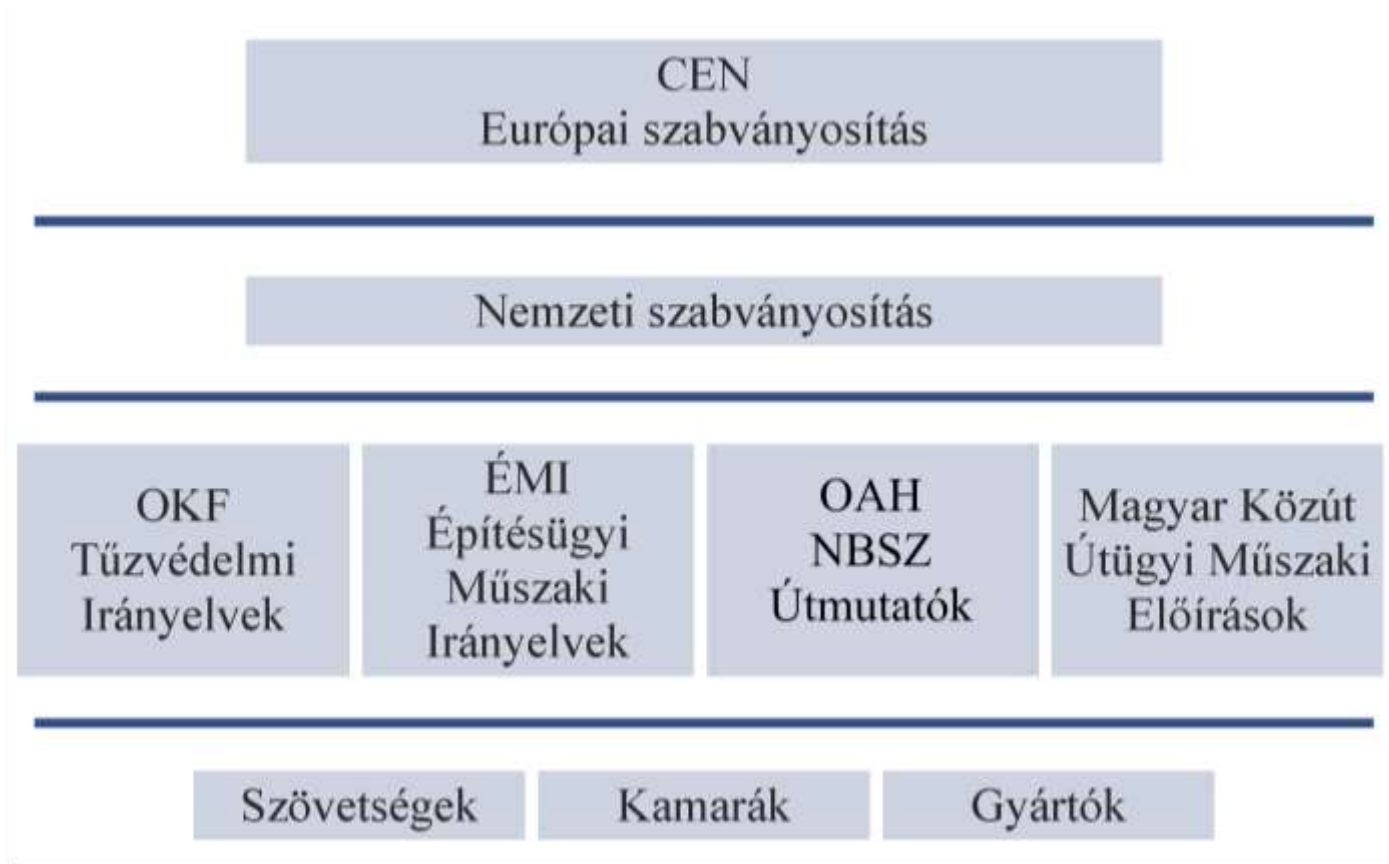 CEN
Európai szabványosítás
Nemzeti szabványosítás
OKF
Tűzvédelmi
Irányelvek
ÉMI
Építésügyi
Műszaki
Irányelvek
OAH
NBSZ
Útmutatók
Magyar Közút
Útügyi Műszaki
Előírások
Szövetségek
Kamarák
Gyártók